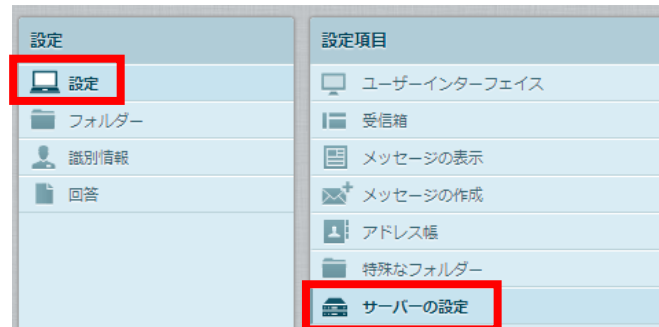 設定
設定
フォルダー
識別情報
回答
設定項目
ユーザーインターフェイス
受信箱
メッセージの表示
メッセージの作成
アドレス帳
特殊なフォルダー
サーバーの設定